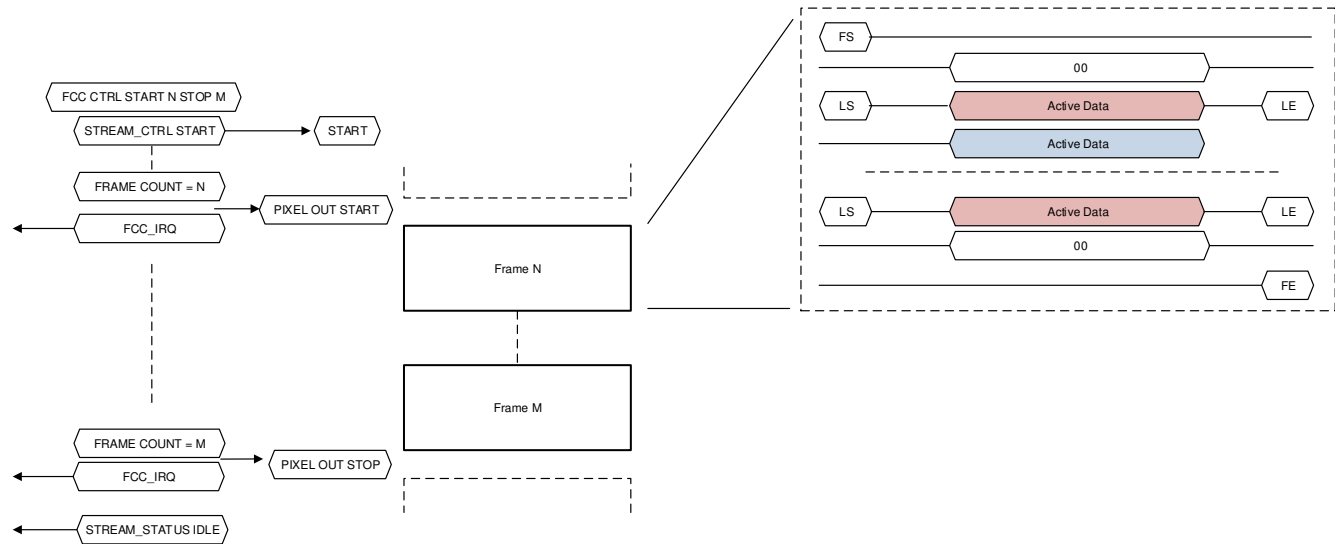 FCC CTRL START N STOP M
STREAM_CTRL START
START
FRAME COUNT = N
PIXEL OUT START
FCC_IRQ
Frame N
Frame M
FRAME COUNT = M
PIXEL OUT STOP
FCC_IRQ
STREAM_STATUS IDLE
FS
00
LS
Active Data
LE
Active Data
LS
Active Data
LE
00
FE